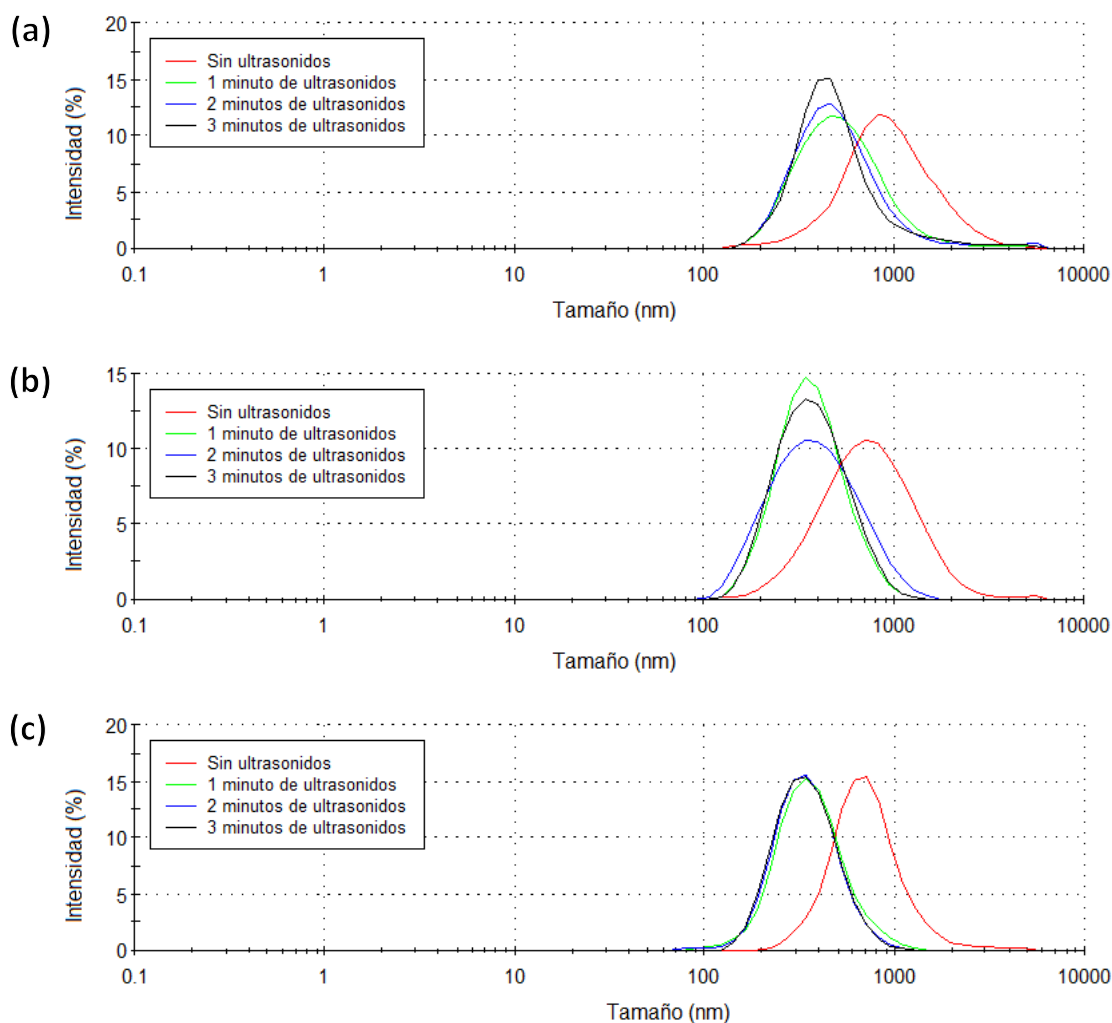 (a)
20
15
10
5
0
Intensidad (%)
Sin ultrasonidos
1 minuto de ultrasonidos
2 minutos de ultrasonidos
3 minutos de ultrasonidos
0.1 1 10 100 1000 10000
Tamaño (nm)
(b)
15
10
5
0
Intensidad (%)
Sin ultrasonidos
1 minuto de ultrasonidos
2 minutos de ultrasonidos
3 minutos de ultrasonidos
0.1 1 10 100 1000 10000
Tamaño (nm)
(c)
20
15
10
5
0
Intensidad (%)
Sin ultrasonidos
1 minuto de ultrasonidos
2 minutos de ultrasonidos
3 minutos de ultrasonidos
0.1 1 10 100 1000 10000
Tamaño (nm)